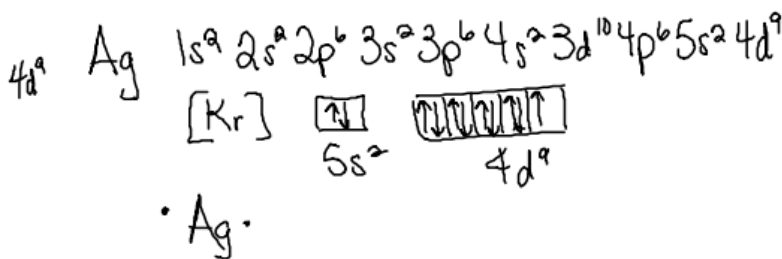 4d⁹ Ag 1s² 2s² 2p⁶ 3s² 3p⁶ 4s² 3d¹⁰ 4p⁶ 5s² 4d⁹
[Kr] ↑↓ ↑↓ ↑↓ ↑↓ ↑↓ ↑
5s² 4d⁹
· Ag ·